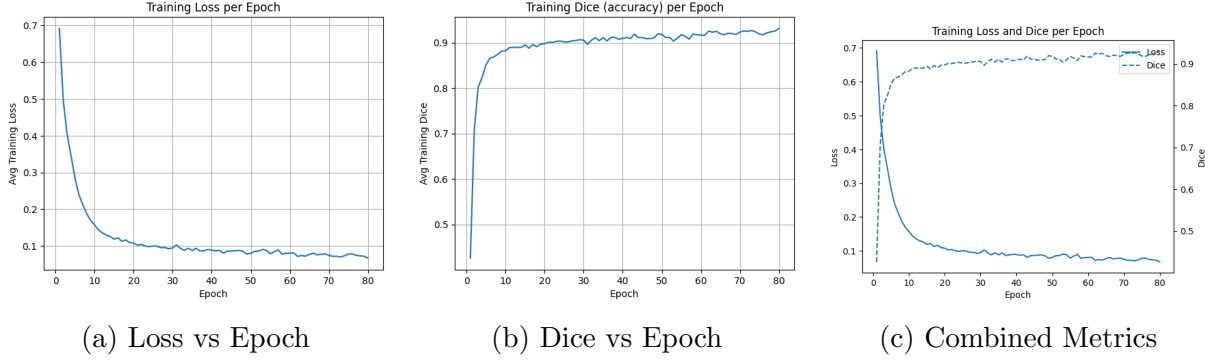 Training Loss per Epoch
0.7
0.6
0.5
0.4
0.3
0.2
0.1
Avg Training Loss
0 10 20 30 40 50 60 70 80
Epoch
(a) Loss vs Epoch
Training Dice (accuracy) per Epoch
0.9
0.8
0.7
0.6
0.5
Avg Training Dice
0 10 20 30 40 50 60 70 80
Epoch
(b) Dice vs Epoch
Training Loss and Dice per Epoch
Loss
Dice
0.7
0.6
0.5
0.4
0.3
0.2
0.1
Loss
0.9
0.8
0.7
0.6
0.5
Dice
0 10 20 30 40 50 60 70 80
Epoch
(c) Combined Metrics